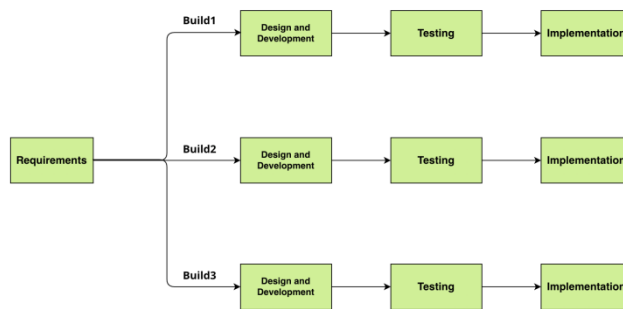 Build1
Design and
Development
Testing
Implementation
Requirements
Build2
Design and
Development
Testing
Implementation
Build3
Design and
Development
Testing
Implementation